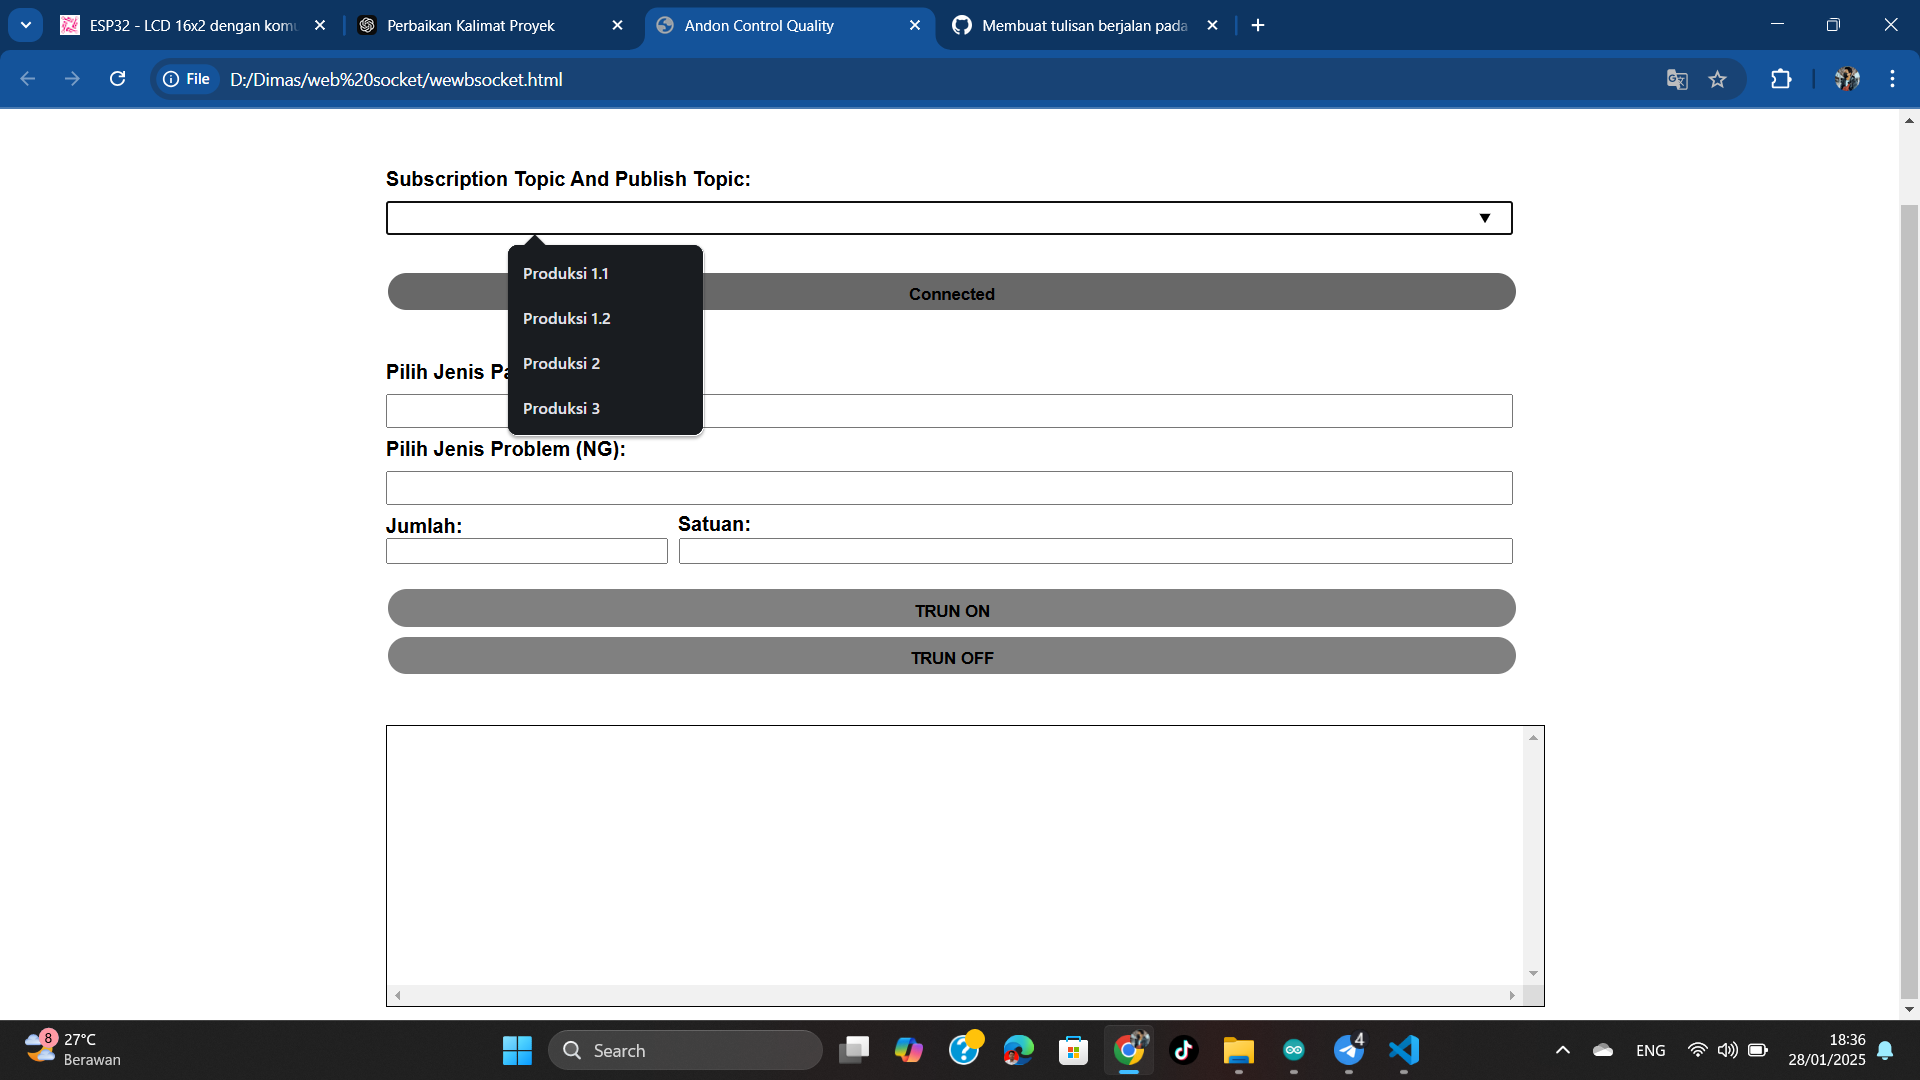 ESP32 - LCD 16x2 dengan komu
Perbaikan Kalimat Proyek
Andon Control Quality
Membuat tulisan berjalan pada
File
D:/Dimas/web%20socket/wewbsocket.html
Subscription Topic And Publish Topic:
Produksi 1.1
Produksi 1.2
Produksi 2
Produksi 3
Connected
Pilih Jenis Pa
Pilih Jenis Problem (NG):
Jumlah:
Satuan:
TRUN ON
TRUN OFF
8
27°C
Berawan
Search
4
ENG
18:36
28/01/2025